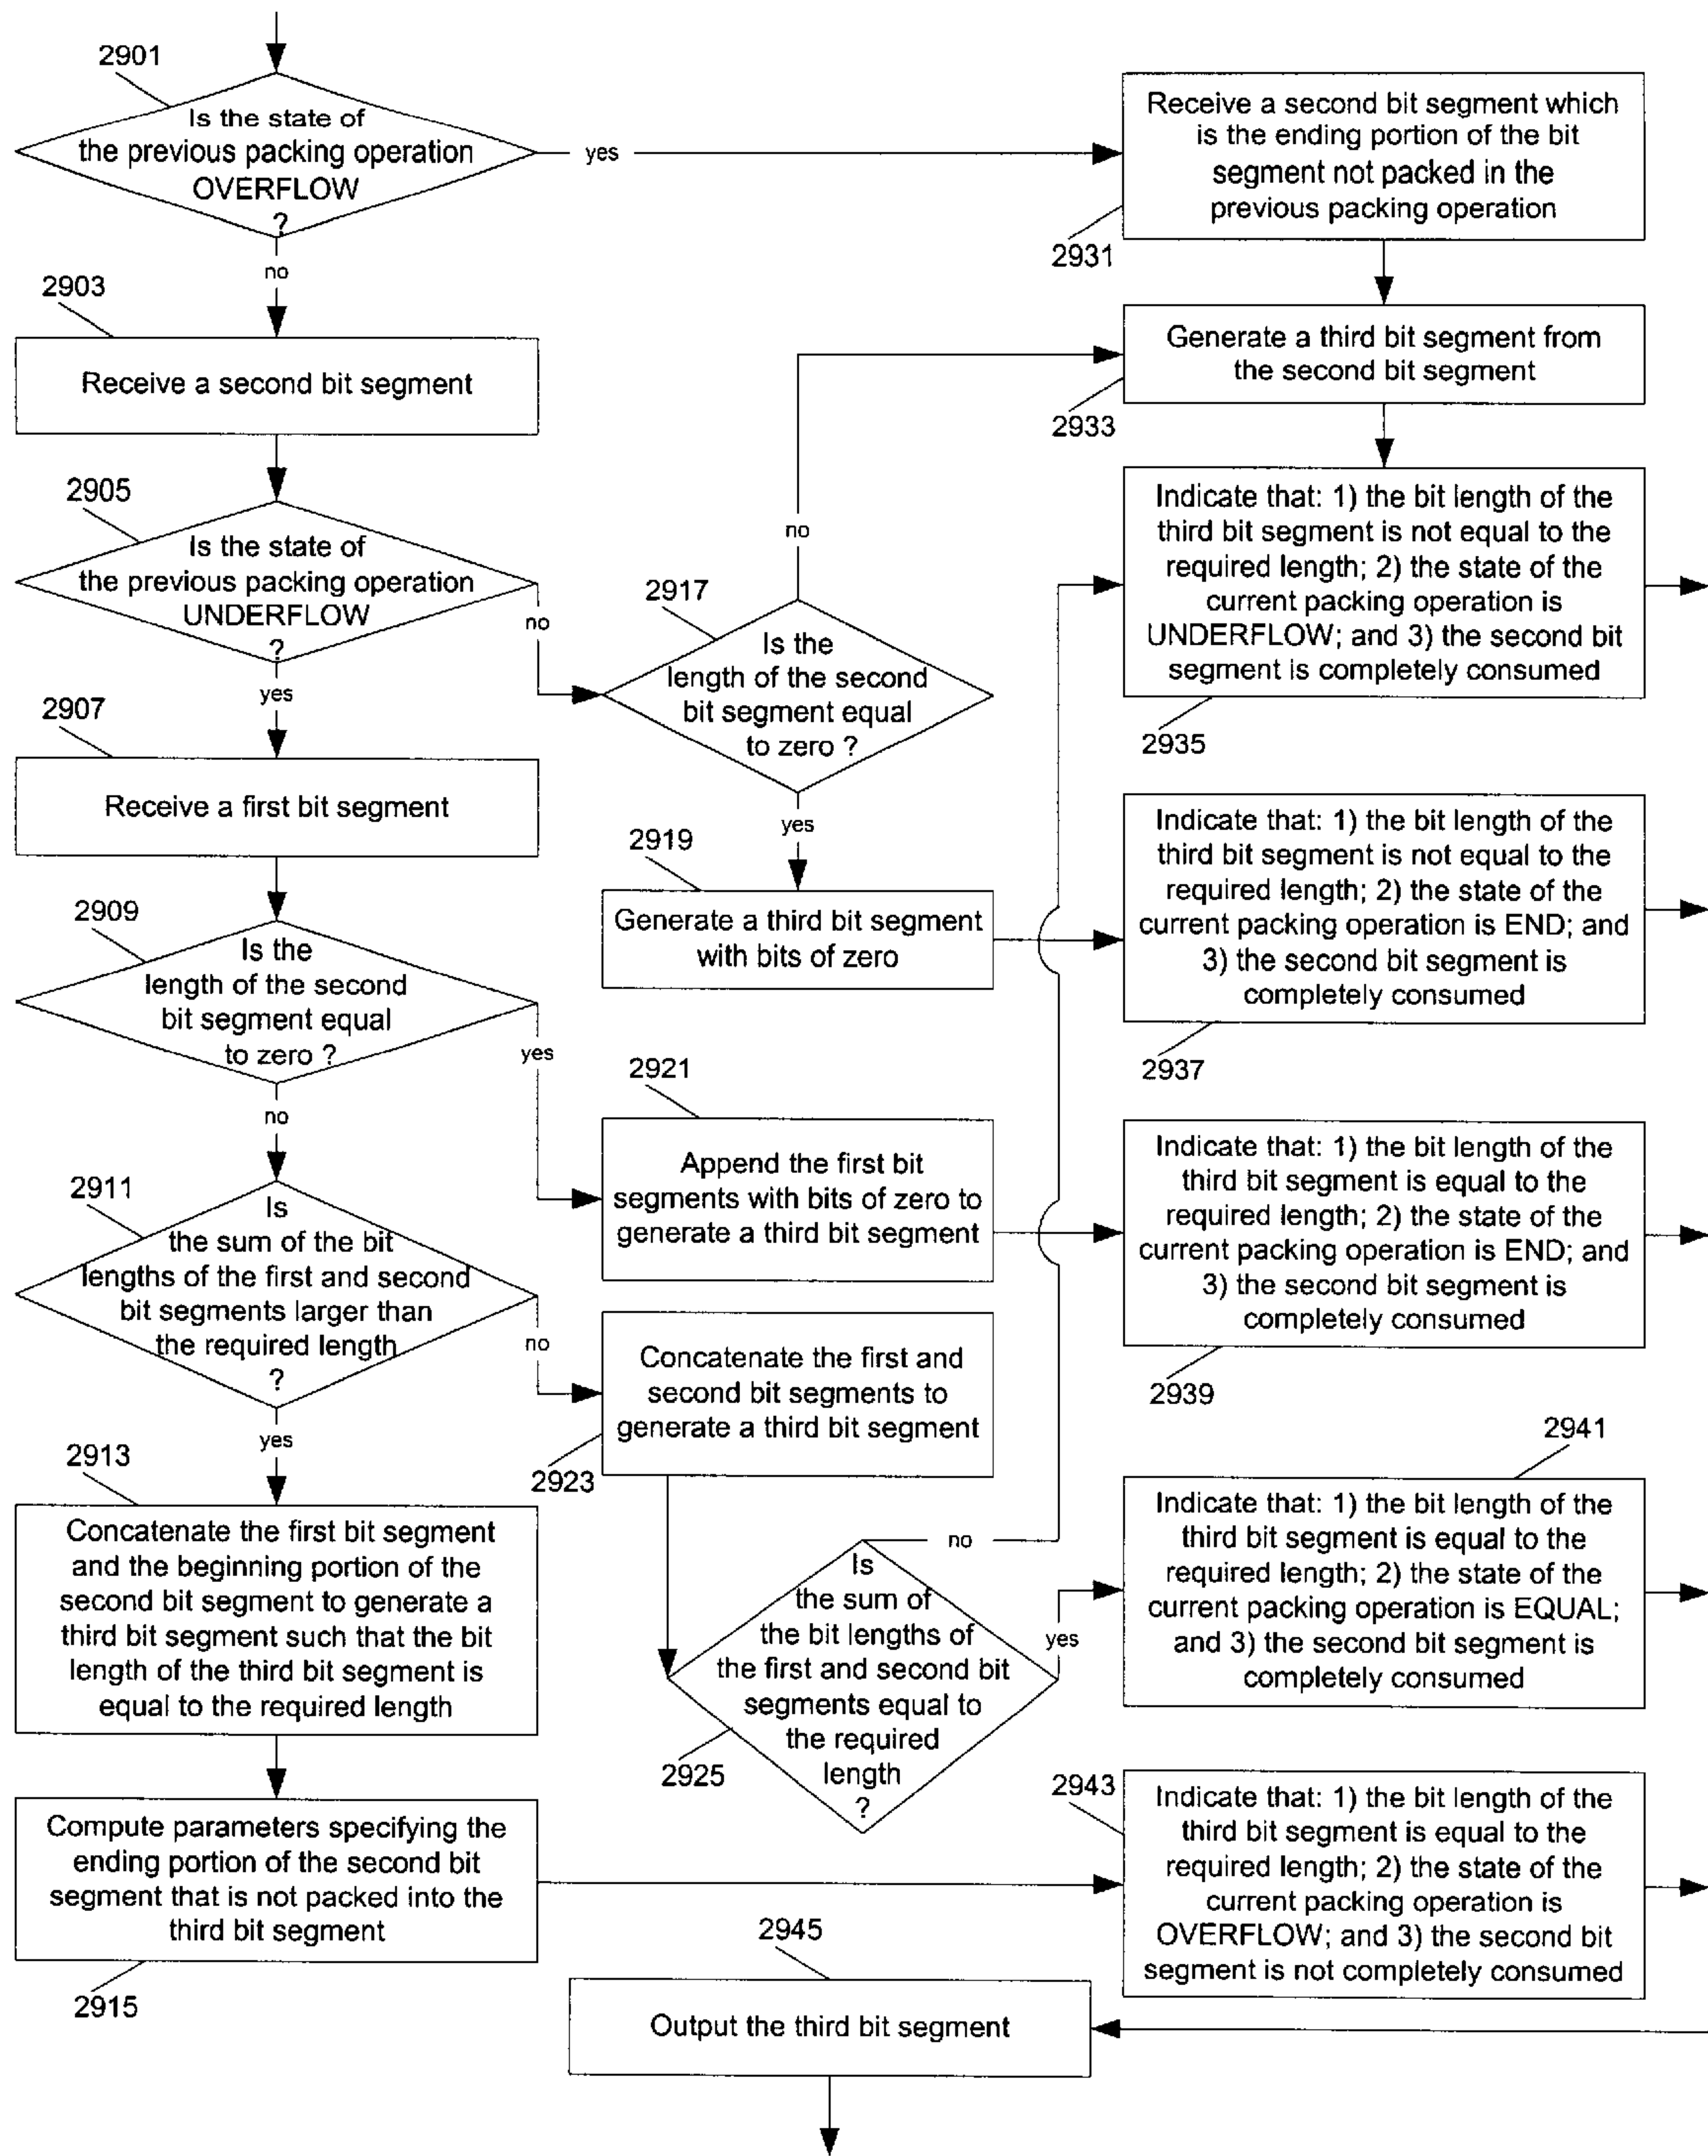 2901
Is the state of
the previous packing operation
OVERFLOW
?
yes
no
Receive a second bit segment which
is the ending portion of the bit
segment not packed in the
previous packing operation
2931
2903
Receive a second bit segment
Generate a third bit segment from
the second bit segment
2933
2905
Is the state of
the previous packing operation
UNDERFLOW
?
no
yes
2917
Is the
length of the second
bit segment equal
to zero ?
no
yes
Indicate that: 1) the bit length of the
third bit segment is not equal to the
required length; 2) the state of the
current packing operation is
UNDERFLOW; and 3) the second bit
segment is completely consumed
2935
2907
Receive a first bit segment
2919
Generate a third bit segment
with bits of zero
Indicate that: 1) the bit length of the
third bit segment is not equal to the
required length; 2) the state of the
current packing operation is END; and
3) the second bit segment is
completely consumed
2937
2909
Is the
length of the second
bit segment equal
to zero ?
yes
no
2921
Append the first bit
segments with bits of zero to
generate a third bit segment
Indicate that: 1) the bit length of the
third bit segment is equal to the
required length; 2) the state of the
current packing operation is END; and
3) the second bit segment is
completely consumed
2939
2911
Is
the sum of the bit
lengths of the first and second
bit segments larger than
the required length
?
no
yes
Concatenate the first and
second bit segments to
generate a third bit segment
2923
2913
Concatenate the first bit segment
and the beginning portion of the
second bit segment to generate a
third bit segment such that the bit
length of the third bit segment is
equal to the required length
no
Is
the sum of
the bit lengths of
the first and second bit
segments equal to
the required
length
?
yes
2925
2941
Indicate that: 1) the bit length of the
third bit segment is equal to the
required length; 2) the state of the
current packing operation is EQUAL;
and 3) the second bit segment is
completely consumed
Compute parameters specifying the
ending portion of the second bit
segment that is not packed into the
third bit segment
2915
2943
Indicate that: 1) the bit length of the
third bit segment is equal to the
required length; 2) the state of the
current packing operation is
OVERFLOW; and 3) the second bit
segment is not completely consumed
2945
Output the third bit segment